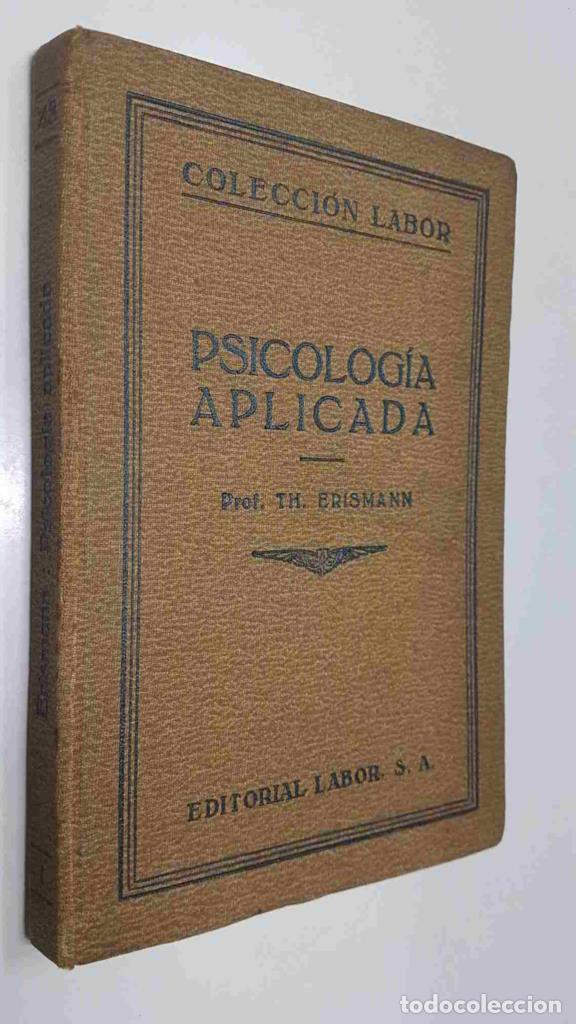 COLECCIÓN LABOR
PSICOLOGÍA
APLICADA
Prof. TH. ERISMANN
EDITORIAL LABOR. S. A.
Erismann : Psicología aplicada
todocoleccion